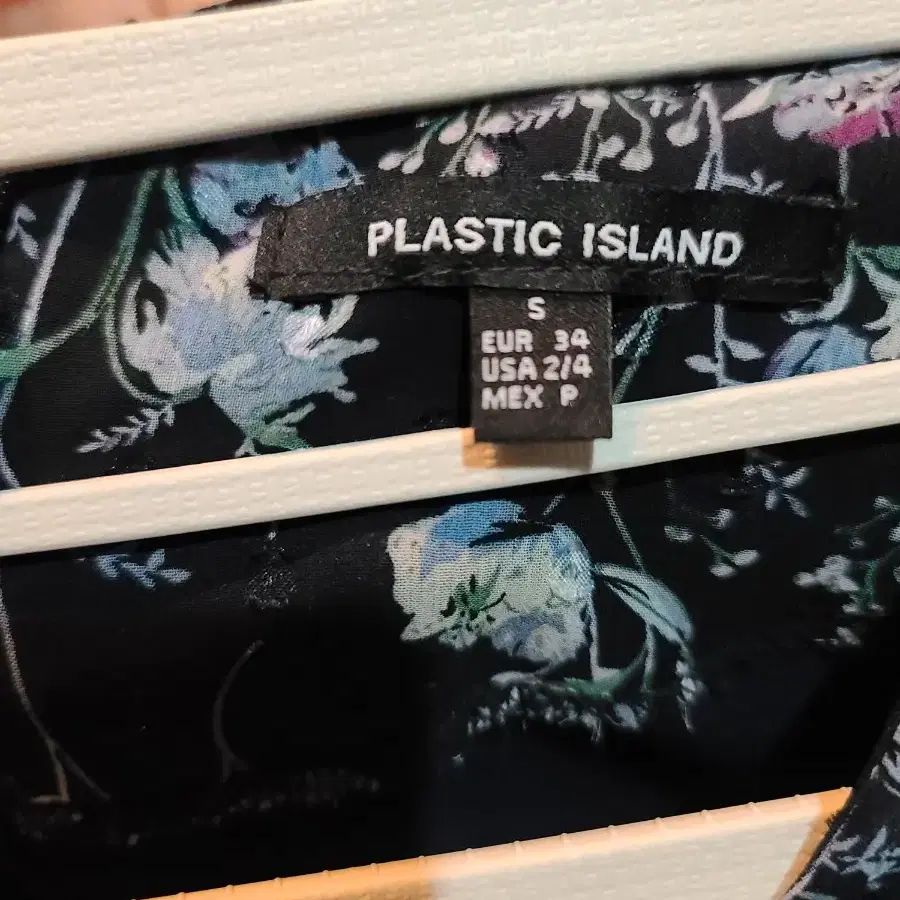 PLASTIC ISLAND
S
EUR 34
USA 2/4
MEX P